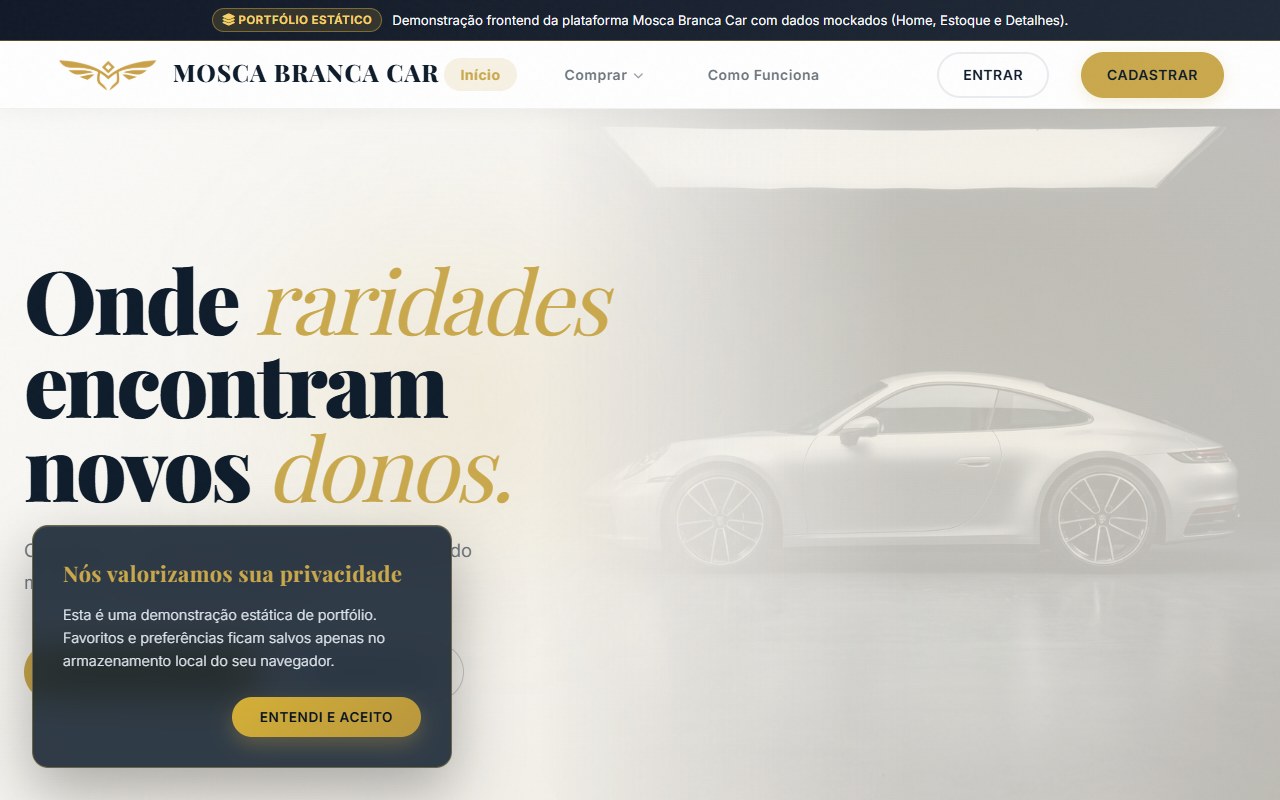 PORTFÓLIO ESTÁTICO Demonstração frontend da plataforma Mosca Branca Car com dados mockados (Home, Estoque e Detalhes).
MOSCA BRANCA CAR Início Comprar Como Funciona ENTRAR CADASTRAR
Onde raridades
encontram
novos donos.
do
Nós valorizamos sua privacidade
Esta é uma demonstração estática de portfólio.
Favoritos e preferências ficam salvos apenas no
armazenamento local do seu navegador.
ENTENDI E ACEITO